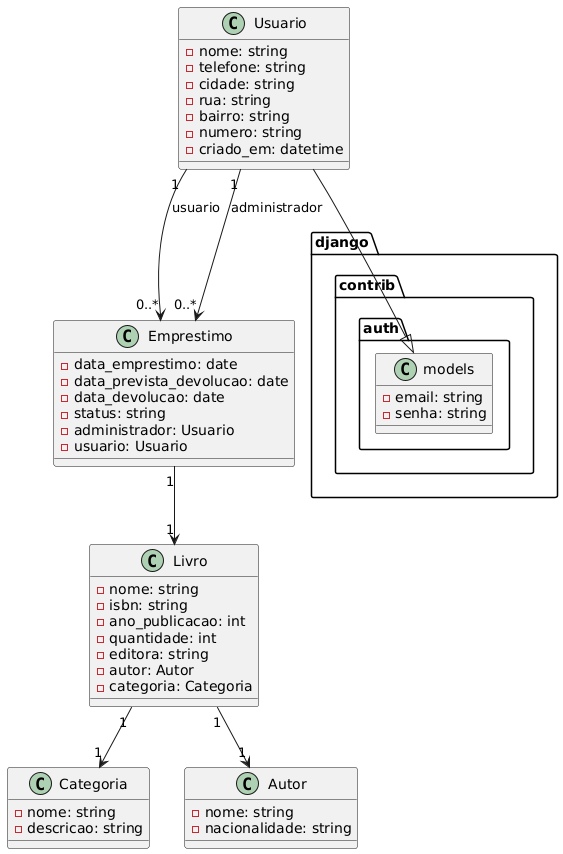 C Usuario
nome: string
telefone: string
cidade: string
rua: string
bairro: string
numero: string
criado_em: datetime
1
1
usuario
administrador
0..*
0..*
django
contrib
auth
C models
email: string
senha: string
C Emprestimo
data_emprestimo: date
data_prevista_devolucao: date
data_devolucao: date
status: string
administrador: Usuario
usuario: Usuario
1
1
C Livro
nome: string
isbn: string
ano_publicacao: int
quantidade: int
editora: string
autor: Autor
categoria: Categoria
1
1
1
1
C Categoria
nome: string
descricao: string
C Autor
nome: string
nacionalidade: string